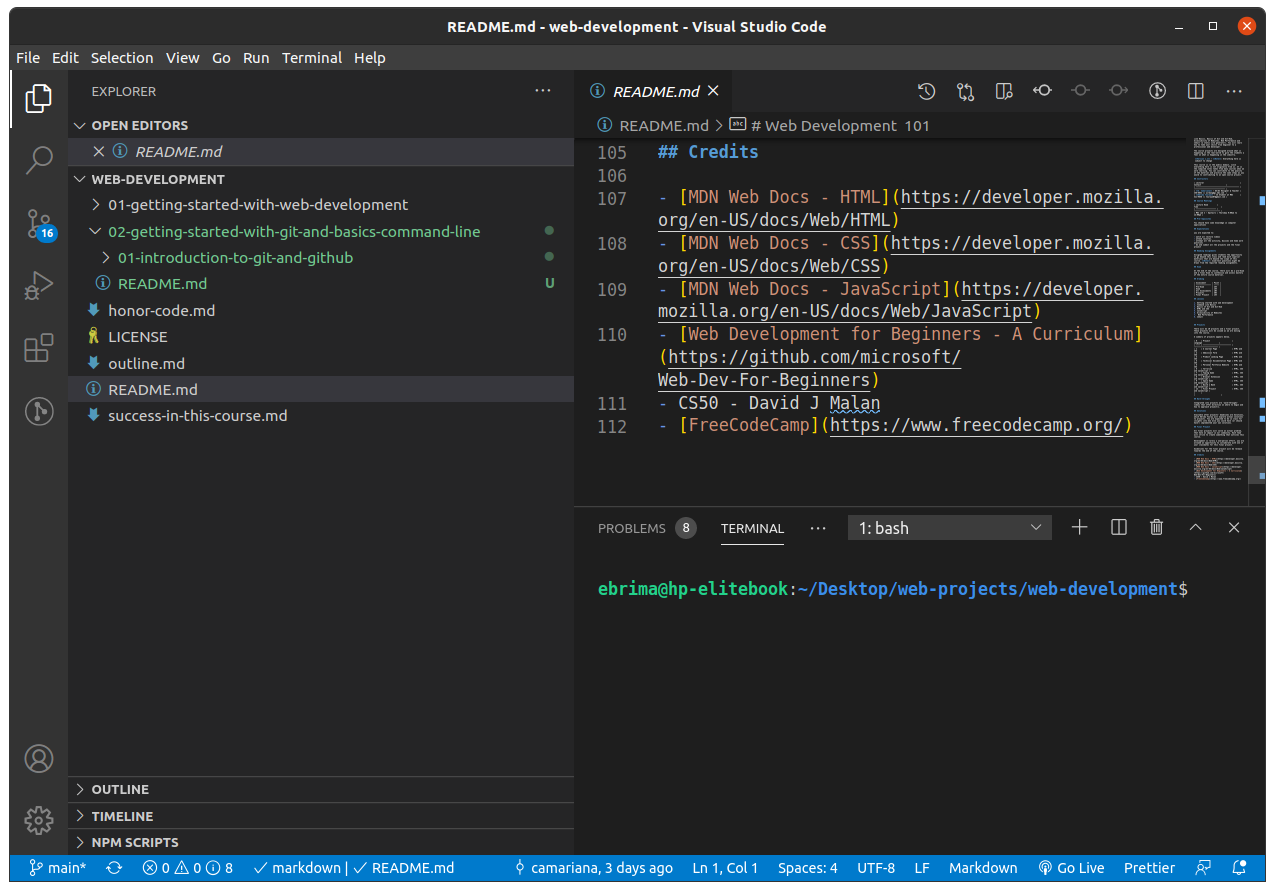 README.md - web-development - Visual Studio Code
File Edit Selection View Go Run Terminal Help
EXPLORER
OPEN EDITORS
README.md
WEB-DEVELOPMENT
01-getting-started-with-web-development
02-getting-started-with-git-and-basics-command-line
01-introduction-to-git-and-github
README.md U
honor-code.md
LICENSE
outline.md
README.md
success-in-this-course.md
16
OUTLINE
TIMELINE
NPM SCRIPTS
README.md
README.md > # Web Development 101
105 ## Credits
106
107 - [MDN Web Docs - HTML](https://developer.mozilla.
org/en-US/docs/Web/HTML)
108 - [MDN Web Docs - CSS](https://developer.mozilla.
org/en-US/docs/Web/CSS)
109 - [MDN Web Docs - JavaScript](https://developer.
mozilla.org/en-US/docs/Web/JavaScript)
110 - [Web Development for Beginners - A Curriculum]
(https://github.com/microsoft/
Web-Dev-For-Beginners)
111 - CS50 - David J Malan
112 - [FreeCodeCamp](https://www.freecodecamp.org/)
PROBLEMS 8 TERMINAL ··· 1: bash
ebrima@hp-elitebook:~/Desktop/web-projects/web-development$
main* 0 0 8 markdown | README.md camariana, 3 days ago Ln 1, Col 1 Spaces: 4 UTF-8 LF Markdown Go Live Prettier